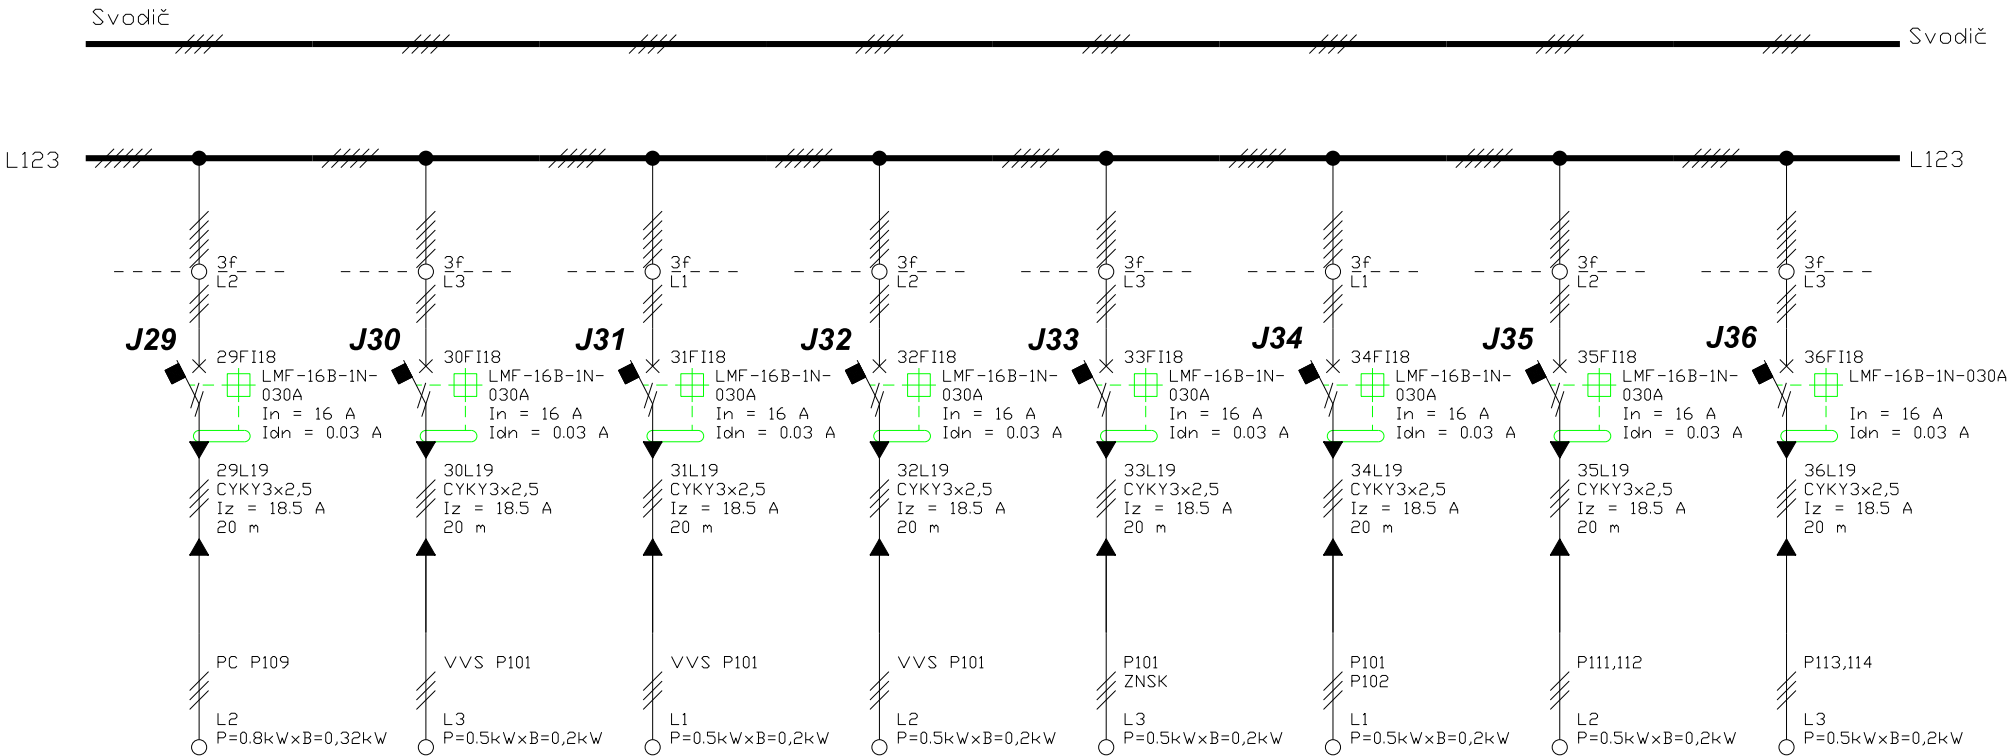 Svodič
Svodič
L123
L123
3f
L2
3f
L3
3f
L1
3f
L2
3f
L3
3f
L1
3f
L2
3f
L3
J29
29FI18
LMF-16B-1N-
030A
In = 16 A
Idn = 0.03 A
J30
30FI18
LMF-16B-1N-
030A
In = 16 A
Idn = 0.03 A
J31
31FI18
LMF-16B-1N-
030A
In = 16 A
Idn = 0.03 A
J32
32FI18
LMF-16B-1N-
030A
In = 16 A
Idn = 0.03 A
J33
33FI18
LMF-16B-1N-
030A
In = 16 A
Idn = 0.03 A
J34
34FI18
LMF-16B-1N-
030A
In = 16 A
Idn = 0.03 A
J35
35FI18
LMF-16B-1N-
030A
In = 16 A
Idn = 0.03 A
J36
36FI18
LMF-16B-1N-030A
In = 16 A
Idn = 0.03 A
29L19
CYKY3x2,5
Iz = 18.5 A
20 m
30L19
CYKY3x2,5
Iz = 18.5 A
20 m
31L19
CYKY3x2,5
Iz = 18.5 A
20 m
32L19
CYKY3x2,5
Iz = 18.5 A
20 m
33L19
CYKY3x2,5
Iz = 18.5 A
20 m
34L19
CYKY3x2,5
Iz = 18.5 A
20 m
35L19
CYKY3x2,5
Iz = 18.5 A
20 m
36L19
CYKY3x2,5
Iz = 18.5 A
20 m
PC P109
L2
P=0.8kWxB=0,32kW
VVS P101
L3
P=0.5kWxB=0,2kW
VVS P101
L1
P=0.5kWxB=0,2kW
VVS P101
L2
P=0.5kWxB=0,2kW
P101
ZNSK
L3
P=0.5kWxB=0,2kW
P101
P102
L1
P=0.5kWxB=0,2kW
P111,112
L2
P=0.5kWxB=0,2kW
P113,114
L3
P=0.5kWxB=0,2kW